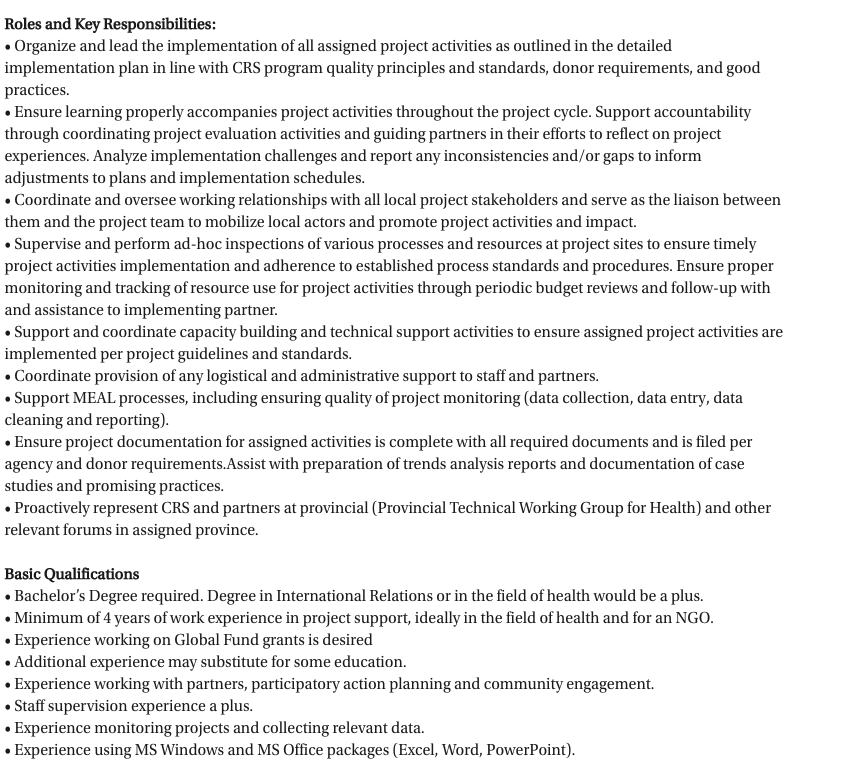 Roles and Key Responsibilities:
• Organize and lead the implementation of all assigned project activities as outlined in the detailed
implementation plan in line with CRS program quality principles and standards, donor requirements, and good
practices.
• Ensure learning properly accompanies project activities throughout the project cycle. Support accountability
through coordinating project evaluation activities and guiding partners in their efforts to reflect on project
experiences. Analyze implementation challenges and report any inconsistencies and/or gaps to inform
adjustments to plans and implementation schedules.
• Coordinate and oversee working relationships with all local project stakeholders and serve as the liaison between
them and the project team to mobilize local actors and promote project activities and impact.
• Supervise and perform ad-hoc inspections of various processes and resources at project sites to ensure timely
project activities implementation and adherence to established process standards and procedures. Ensure proper
monitoring and tracking of resource use for project activities through periodic budget reviews and follow-up with
and assistance to implementing partner.
• Support and coordinate capacity building and technical support activities to ensure assigned project activities are
implemented per project guidelines and standards.
• Coordinate provision of any logistical and administrative support to staff and partners.
• Support MEAL processes, including ensuring quality of project monitoring (data collection, data entry, data
cleaning and reporting).
• Ensure project documentation for assigned activities is complete with all required documents and is filed per
agency and donor requirements.Assist with preparation of trends analysis reports and documentation of case
studies and promising practices.
• Proactively represent CRS and partners at provincial (Provincial Technical Working Group for Health) and other
relevant forums in assigned province.
Basic Qualifications
• Bachelor’s Degree required. Degree in International Relations or in the field of health would be a plus.
• Minimum of 4 years of work experience in project support, ideally in the field of health and for an NGO.
• Experience working on Global Fund grants is desired
• Additional experience may substitute for some education.
• Experience working with partners, participatory action planning and community engagement.
• Staff supervision experience a plus.
• Experience monitoring projects and collecting relevant data.
• Experience using MS Windows and MS Office packages (Excel, Word, PowerPoint).